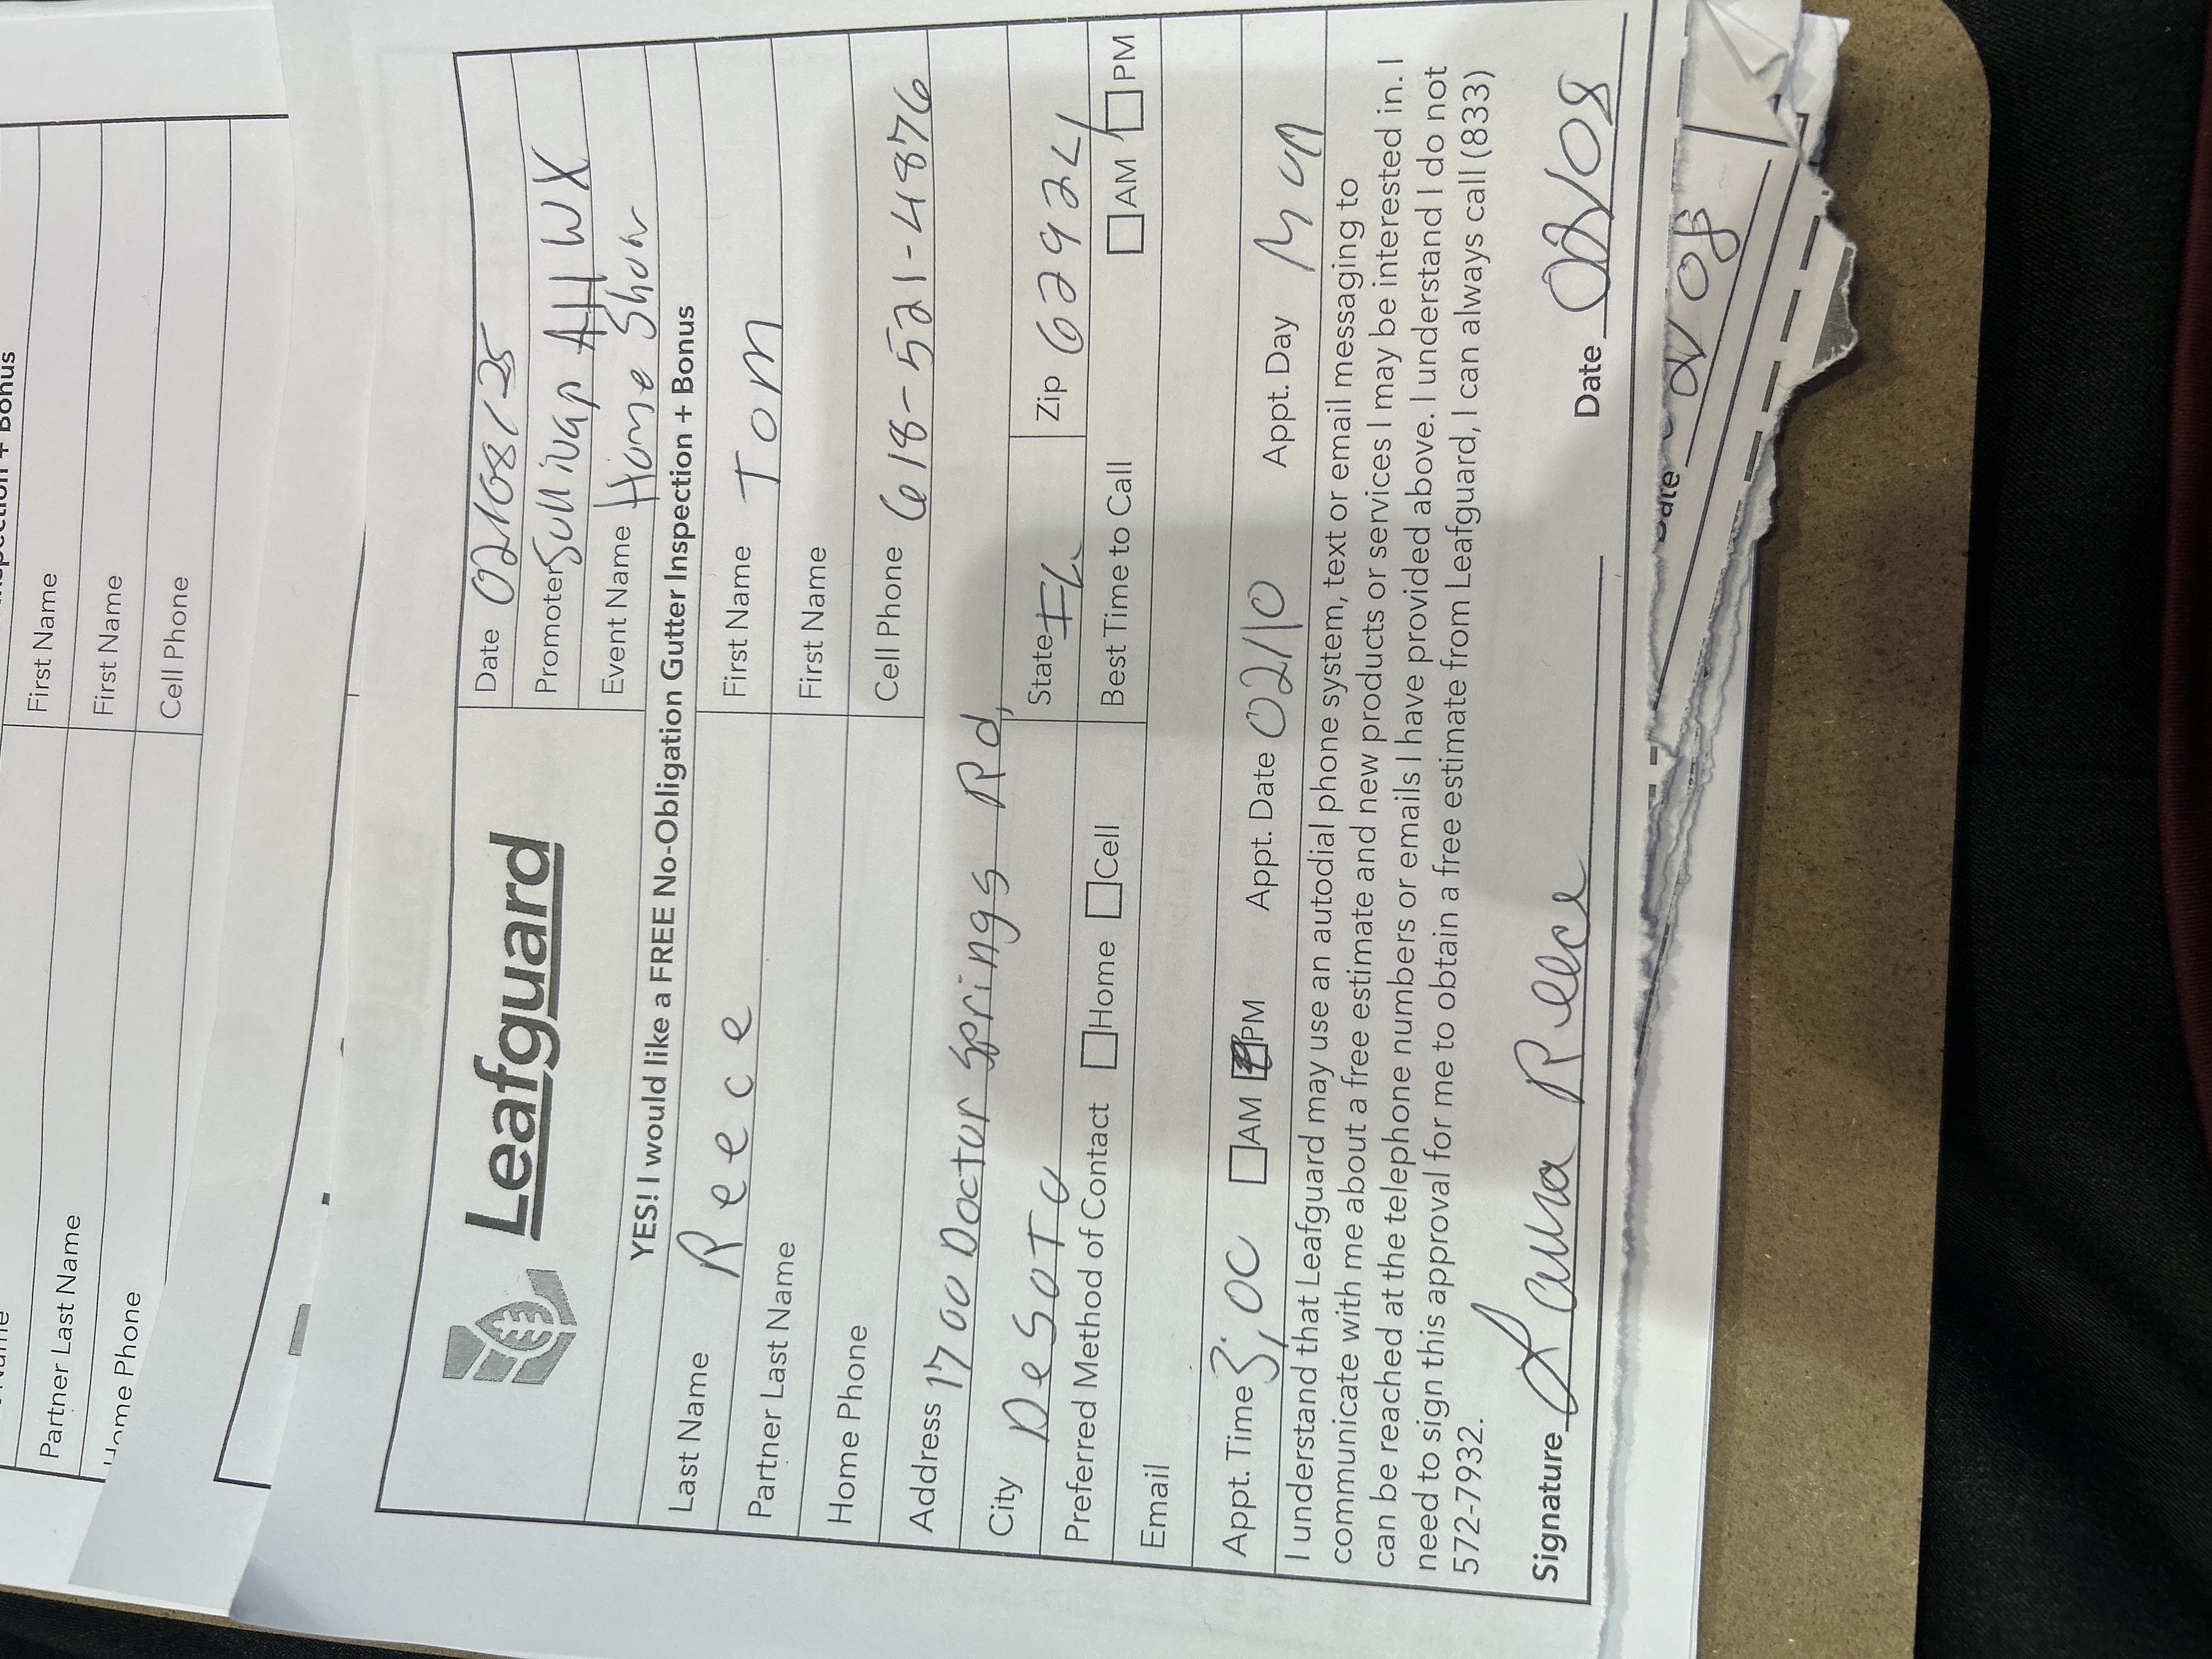 Inspection + Bonus
Name
First Name
Partner Last Name
First Name
Home Phone
Cell Phone
Leafguard
Date 02/08/25
Promoter Sullivan AHWX
Event Name Home Show
YES! I would like a FREE No-Obligation Gutter Inspection + Bonus
Last Name Reece
First Name Tom
Partner Last Name
First Name
Home Phone
Cell Phone 618-521-4876
Address 1700 Doctor Springs Rd,
City DeSoTo
State IL
Zip 62924
Preferred Method of Contact Home Cell
Best Time to Call AM PM
Email
Appt. Time 3:00 AM PM Appt. Date 02/10 Appt. Day Mon
I understand that Leafguard may use an autodial phone system, text or email messaging to
communicate with me about a free estimate and new products or services I may be interested in. I
can be reached at the telephone numbers or emails I have provided above. I understand I do not
need to sign this approval for me to obtain a free estimate from Leafguard, I can always call (833)
572-7932.
Signature Laura Reece Date 02/08
Date 02/08